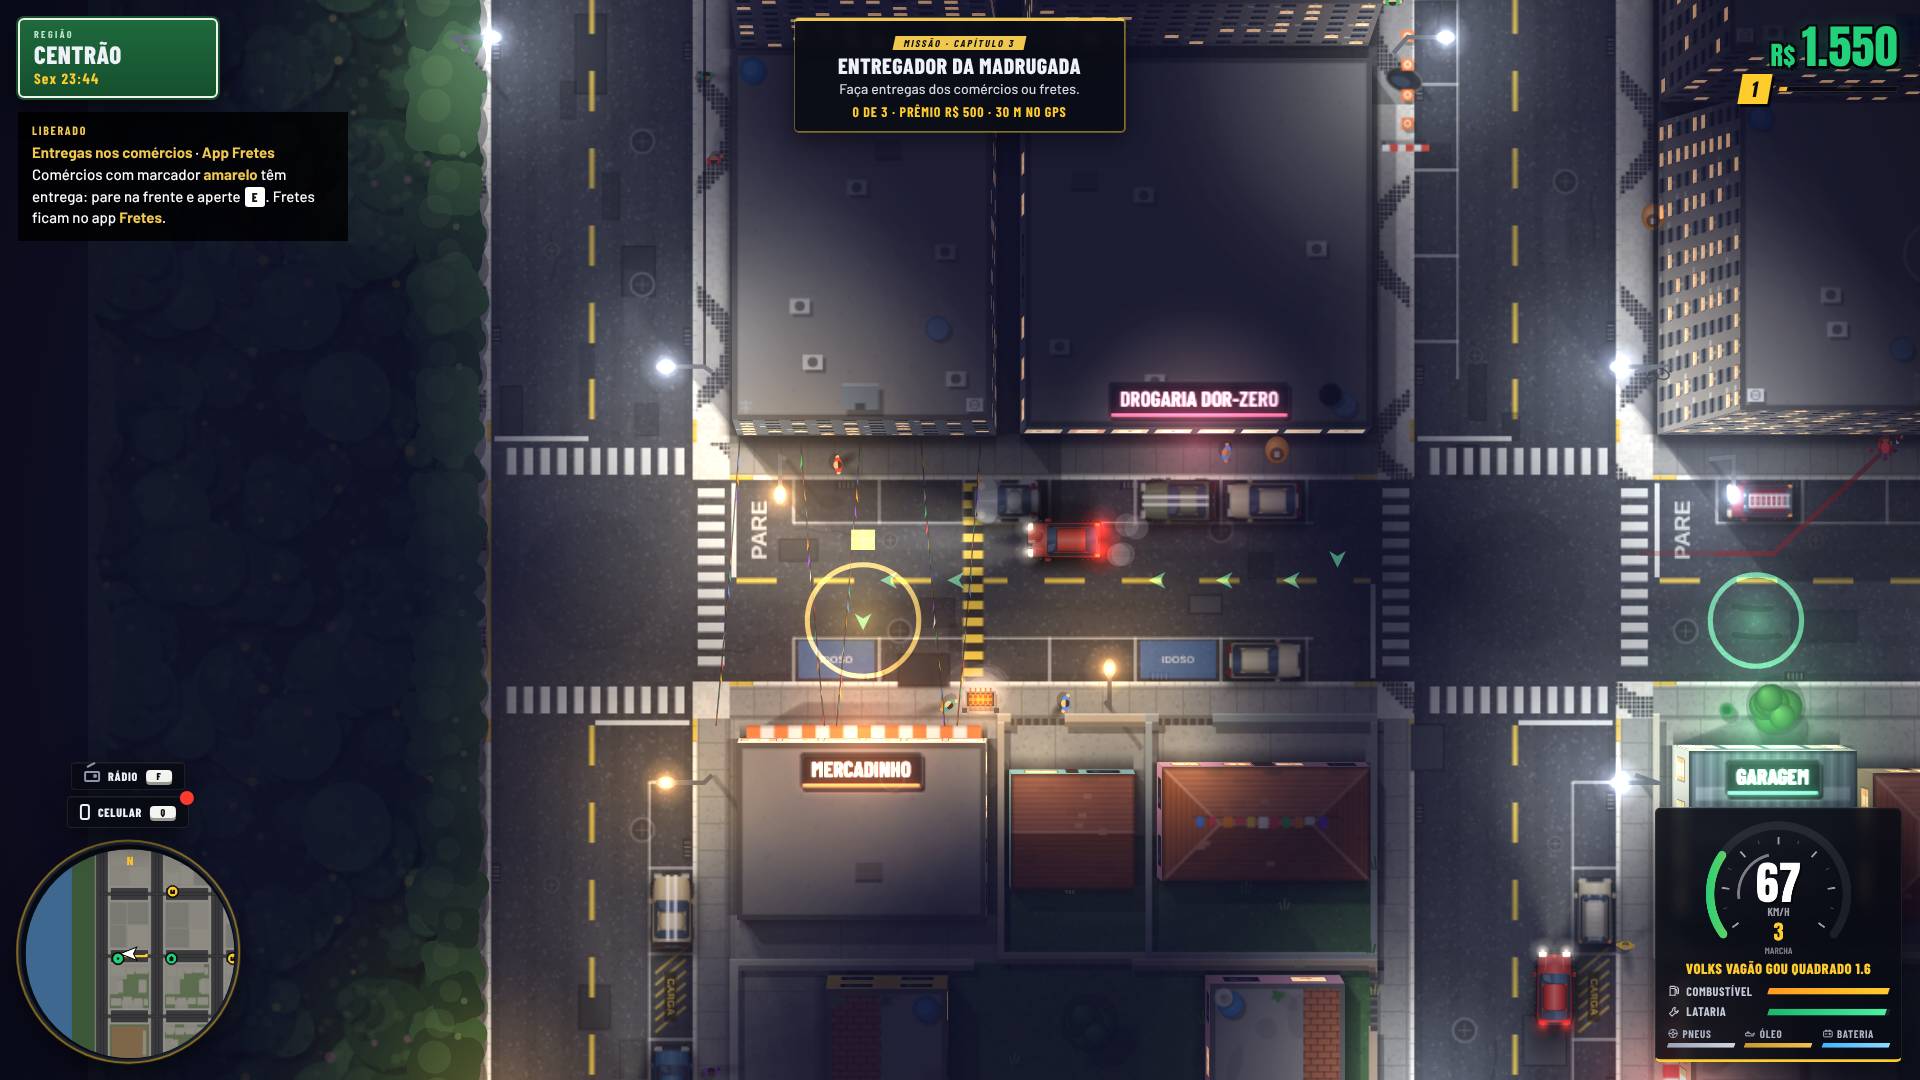 REGIÃO
CENTRÃO
Sex 23:44
LIBERADO
Entregas nos comércios · App Fretes
Comércios com marcador amarelo têm
entrega: pare na frente e aperte E. Fretes
ficam no app Fretes.
MISSÃO · CAPÍTULO 3
ENTREGADOR DA MADRUGADA
Faça entregas dos comércios ou fretes.
0 DE 3 · PRÊMIO R$ 500 · 30 M NO GPS
R$ 1.550
1
DROGARIA DOR-ZERO
PARE
PARE
IDOSO
IDOSO
MERCADINHO
GARAGEM
CARGA
CARGA
RÁDIO F
CELULAR Q
N
67
KM/H
3
MARCHA
VOLKS VAGÃO GOU QUADRADO 1.6
COMBUSTÍVEL
LATARIA
PNEUS ÓLEO BATERIA